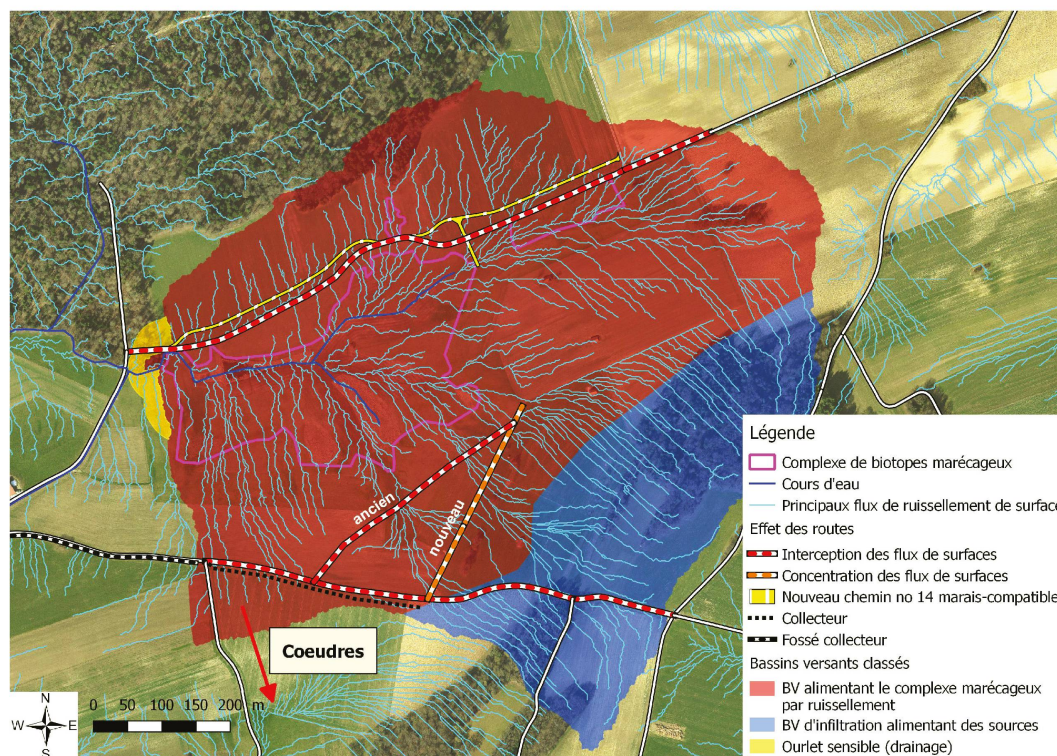 ancien
nouveau
Coeudres
N
W E
S
0 50 100 150 200 m
Légende
Complexe de biotopes marécageux
Cours d'eau
Principaux flux de ruissellement de surface
Effet des routes
Interception des flux de surfaces
Concentration des flux de surfaces
Nouveau chemin no 14 marais-compatible
Collecteur
Fossé collecteur
Bassins versants classés
BV alimentant le complexe marécageux
par ruissellement
BV d'infiltration alimentant des sources
Ourlet sensible (drainage)